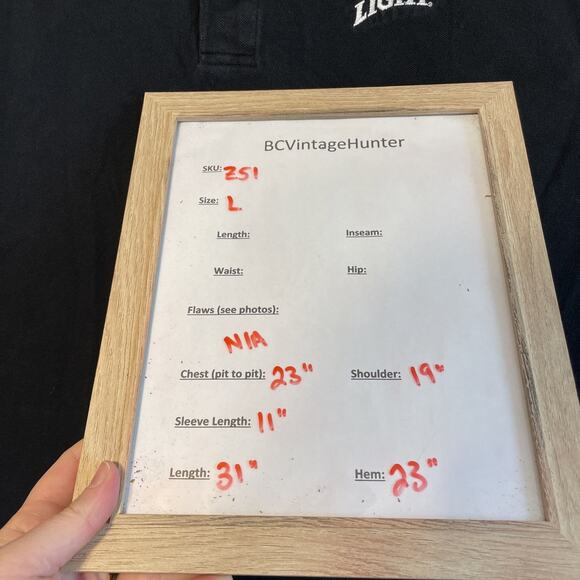 LIGHT.
BCVintageHunter
SKU: Z51
Size: L
Length: Inseam:
Waist: Hip:
Flaws (see photos):
N/A
Chest (pit to pit): 23" Shoulder: 19"
Sleeve Length: 11"
Length: 31" Hem: 23"